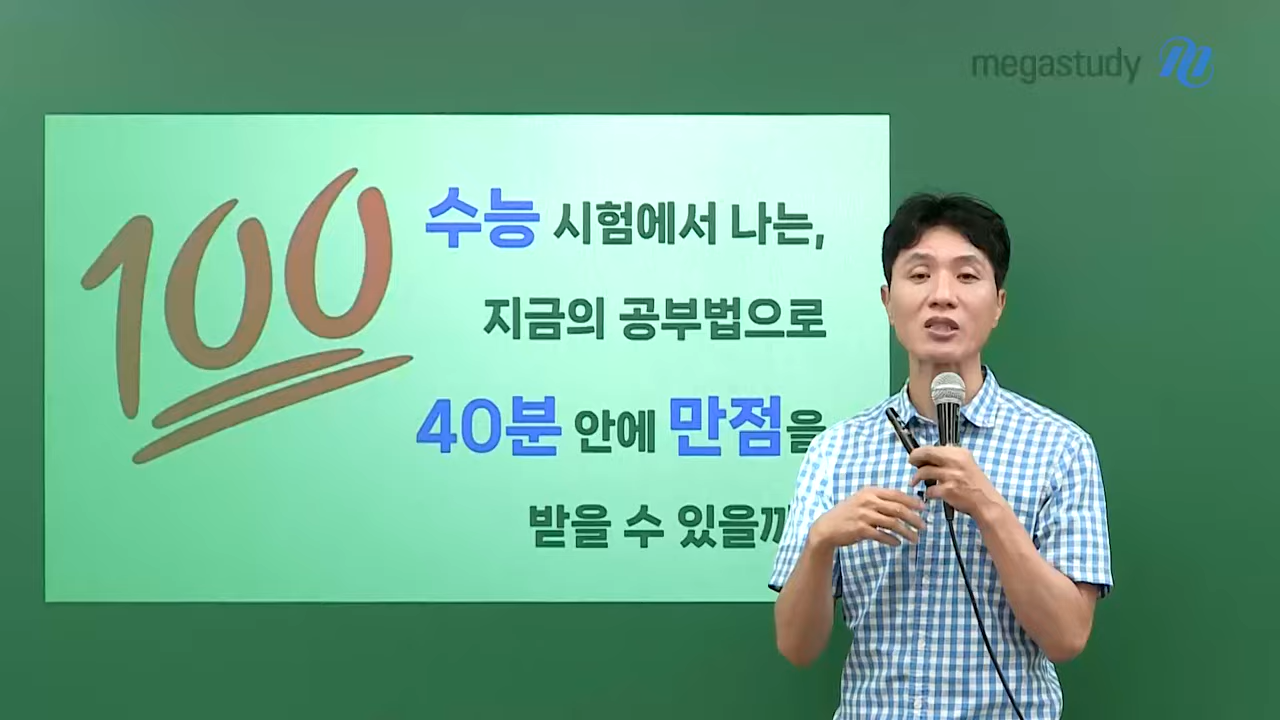 megastudy
100
수능 시험에서 나는,
지금의 공부법으로
40분 안에 만점을
받을 수 있을까